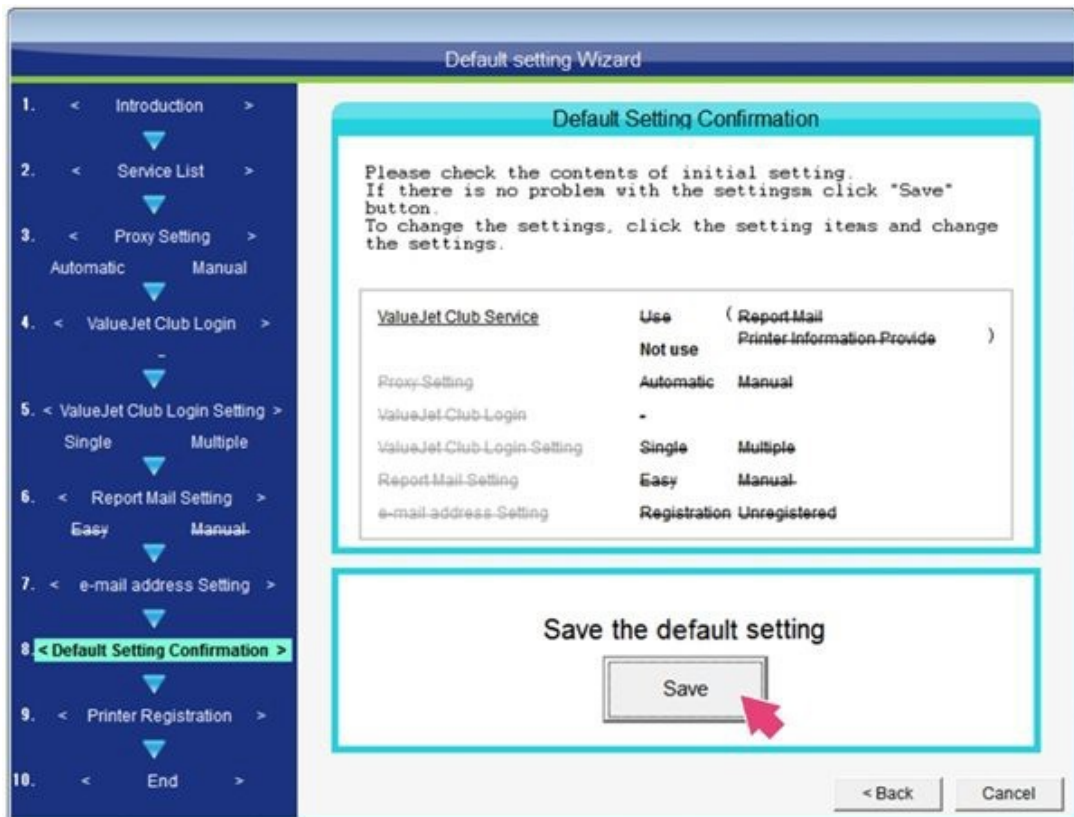 Default setting Wizard
1. < Introduction >
2. < Service List >
3. < Proxy Setting >
Automatic Manual
4. < ValueJet Club Login >
-
5. < ValueJet Club Login Setting >
Single Multiple
6. < Report Mail Setting >
Easy Manual
7. < e-mail address Setting >
8. < Default Setting Confirmation >
9. < Printer Registration >
10. < End >
Default Setting Confirmation
Please check the contents of initial setting.
If there is no problem with the settingsm click "Save"
button.
To change the settings, click the setting items and change
the settings.
ValueJet Club Service Use ( Report Mail
Not use Printer Information Provide )
Proxy Setting Automatic Manual
ValueJet Club Login -
ValueJet Club Login Setting Single Multiple
Report Mail Setting Easy Manual
e-mail address Setting Registration Unregistered
Save the default setting
Save
< Back Cancel